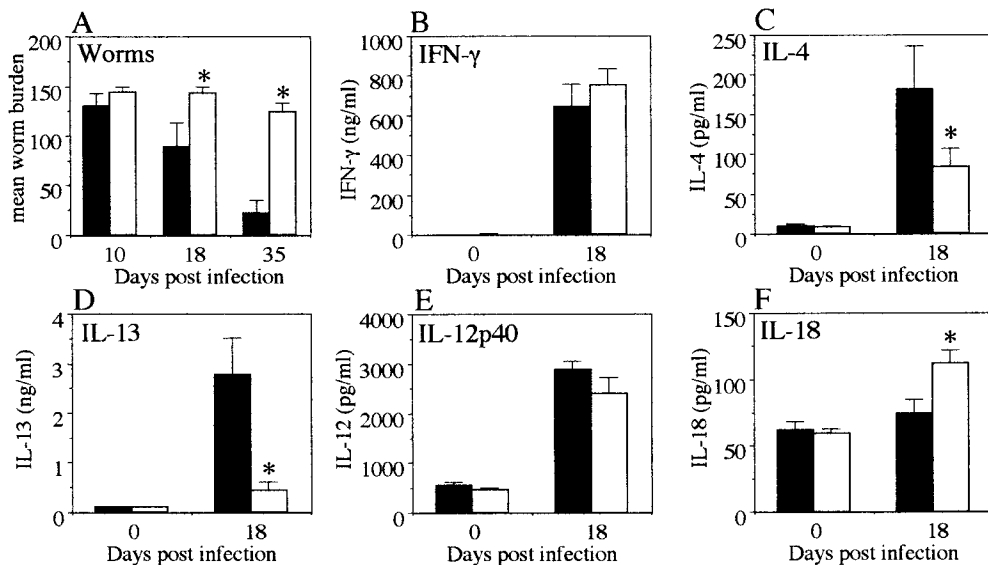 A
Worms
mean worm burden
200
150
100
50
0
10 18 35
Days post infection
*
*
B
IFN-γ
IFN-γ (ng/ml)
1000
800
600
400
200
0
0 18
Days post infection
C
IL-4
IL-4 (pg/ml)
250
200
150
100
50
0
0 18
Days post infection
*
D
IL-13
IL-13 (ng/ml)
4
3
2
1
0
0 18
Days post infection
*
E
IL-12p40
IL-12 (pg/ml)
4000
3000
2000
1000
0
0 18
Days post infection
F
IL-18
IL-18 (pg/ml)
150
100
50
0
0 18
Days post infection
*